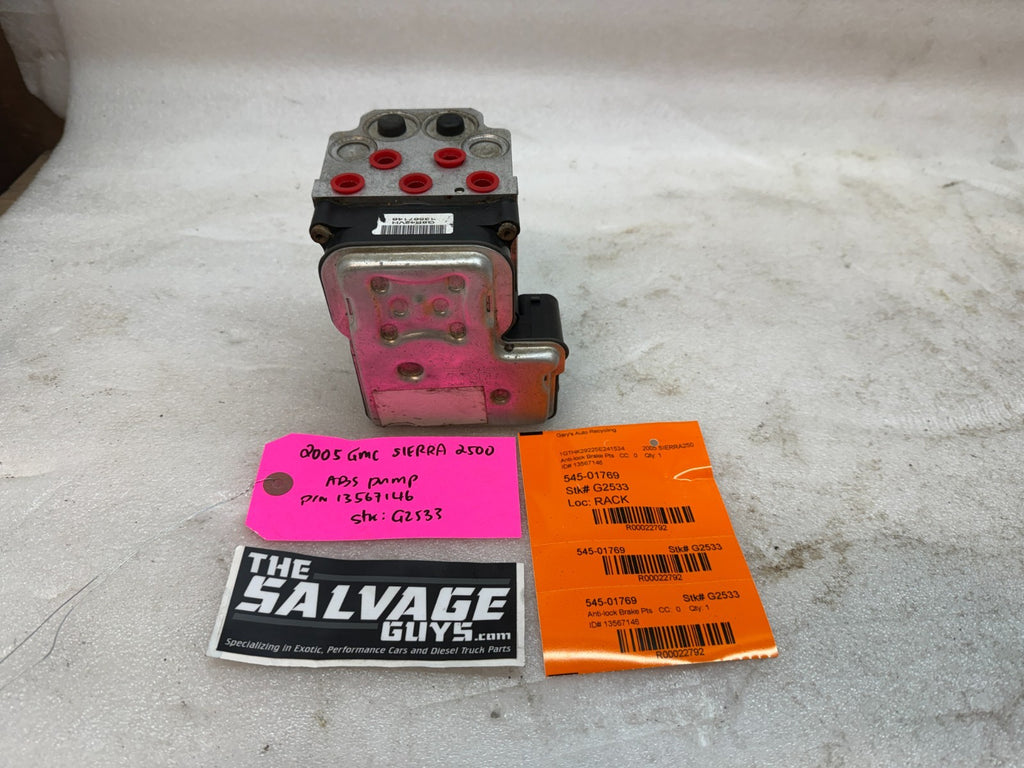 G8542VH
13567146
2005 GMC SIERRA 2500
ABS pump
P/N 13567146
Stk: G2533
THE
SALVAGE
GUYS.com
Specializing in Exotic, Performance Cars and Diesel Truck Parts
Gary's Auto Recycling
1GTHK29225E241534 2005 SIERRA250
Anti-lock Brake Pts CC: 0 Qty: 1
ID# 13567146
545-01769
Stk# G2533
Loc: RACK
R00022792
545-01769 Stk# G2533
R00022792
545-01769 Stk# G2533
Anti-lock Brake Pts CC: 0 Qty: 1
ID# 13567146
R00022792